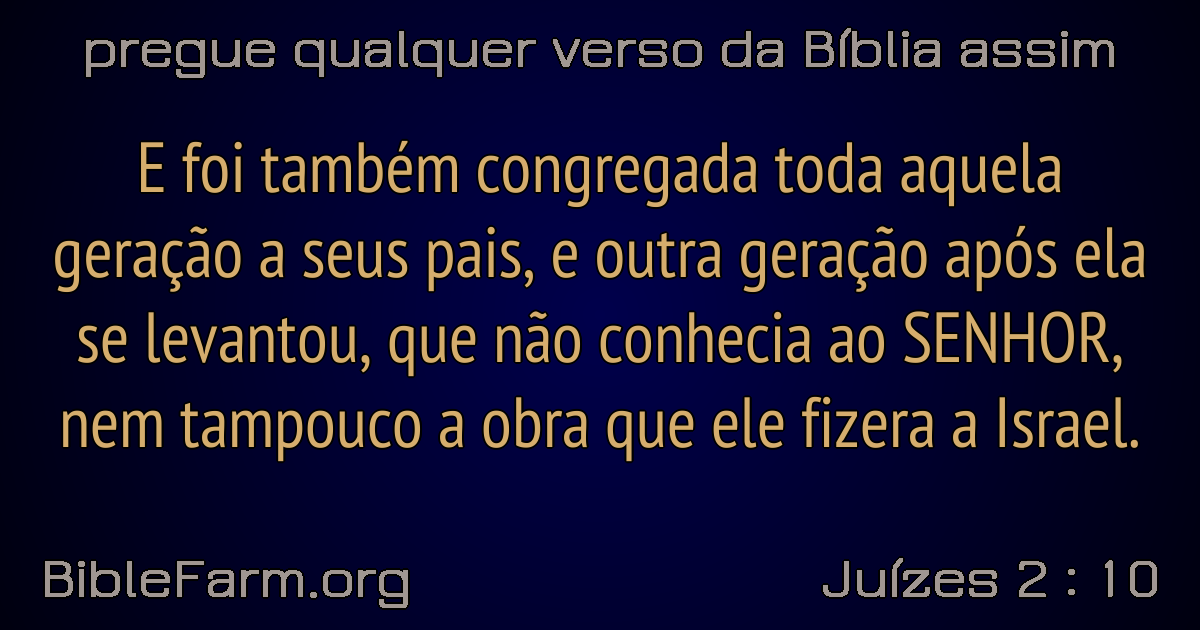 pregue qualquer verso da Bíblia assim
E foi também congregada toda aquela
geração a seus pais, e outra geração após ela
se levantou, que não conhecia ao SENHOR,
nem tampouco a obra que ele fizera a Israel.
BibleFarm.org
Juízes 2 : 10